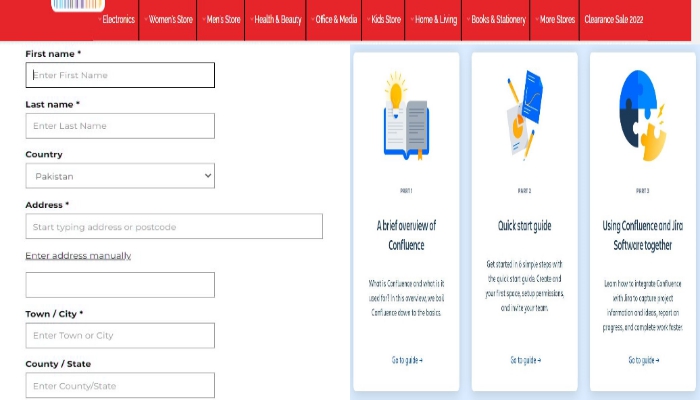 Electronics Women's Store Men's Store Health & Beauty Office & Media Kids Store Home & Living Books & Stationery More Stores Clearance Sale 2022
First name *
Enter First Name
Last name *
Enter Last Name
Country
Pakistan
Address *
Start typing address or postcode
Enter address manually
Town / City *
Enter Town or City
County / State
Enter County/State
PART 1
A brief overview of
Confluence
What is Confluence and what is it
used for? In this overview, we boil
Confluence down to the basics.
Go to guide →
PART 2
Quick start guide
Get started in 6 simple steps with
the quick start guide. Create and
your first space, setup permissions,
and invite your team.
Go to guide →
PART 3
Using Confluence and Jira
Software together
Learn how to integrate Confluence
with Jira to capture project
information and ideas, report on
progress, and complete work faster.
Go to guide →